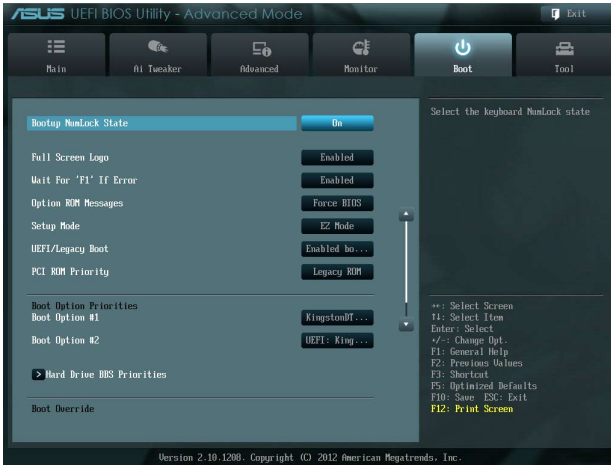 ASUS UEFI BIOS Utility - Advanced Mode
Exit
Main
Ai Tweaker
Advanced
Monitor
Boot
Tool
Bootup NumLock State
On
Full Screen Logo
Enabled
Wait For 'F1' If Error
Enabled
Option ROM Messages
Force BIOS
Setup Mode
EZ Mode
UEFI/Legacy Boot
Enabled bo...
PCI ROM Priority
Legacy ROM
Boot Option Priorities
Boot Option #1
KingstonDT...
Boot Option #2
UEFI: King...
> Hard Drive BBS Priorities
Boot Override
Select the keyboard NumLock state
→←: Select Screen
↑↓: Select Item
Enter: Select
+/-: Change Opt.
F1: General Help
F2: Previous Values
F3: Shortcut
F5: Optimized Defaults
F10: Save ESC: Exit
F12: Print Screen
Version 2.10.1208. Copyright (C) 2012 American Megatrends, Inc.